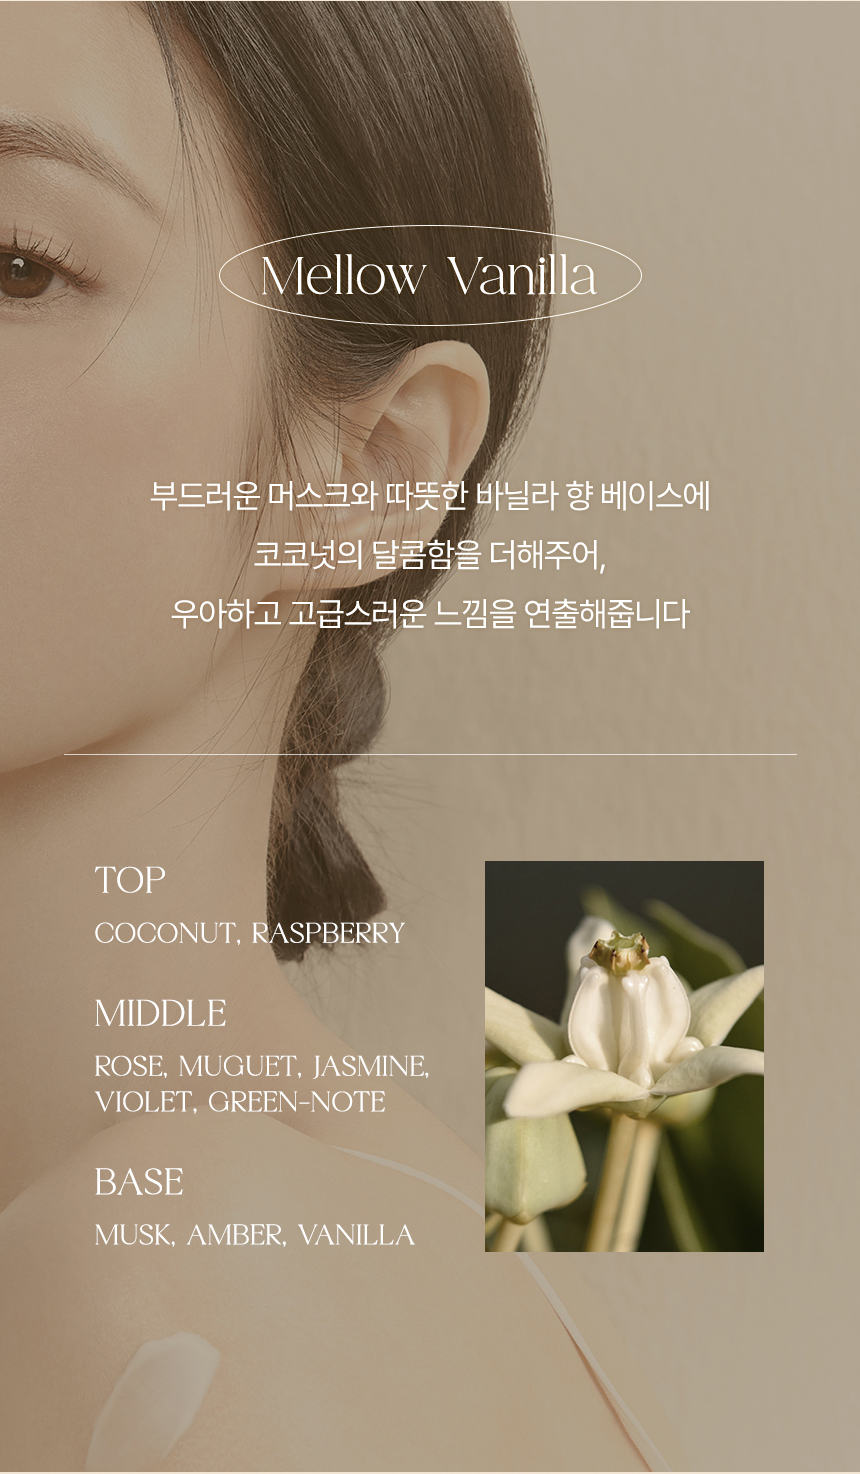 Mellow Vanilla
부드러운 머스크와 따뜻한 바닐라 향 베이스에
코코넛의 달콤함을 더해주어,
우아하고 고급스러운 느낌을 연출해줍니다
TOP
COCONUT, RASPBERRY
MIDDLE
ROSE, MUGUET, JASMINE,
VIOLET, GREEN-NOTE
BASE
MUSK, AMBER, VANILLA